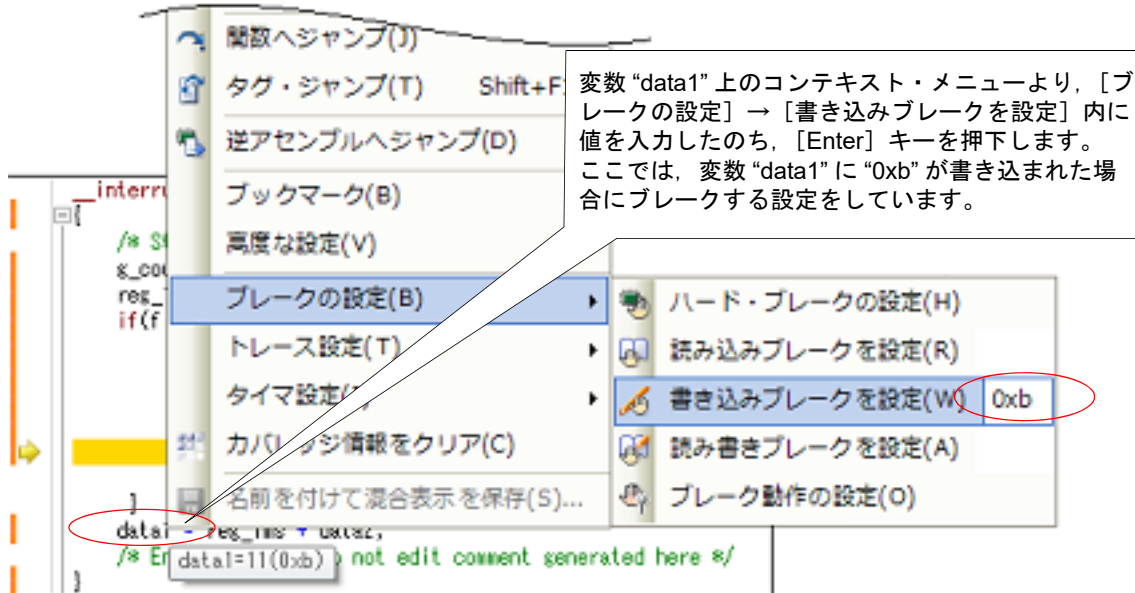 関数へジャンプ(J)
タグ・ジャンプ(T) Shift+F
逆アセンブルへジャンプ(D)
ブックマーク(B)
高度な設定(V)
ブレークの設定(B)
トレース設定(T)
タイマ設定
カバレッジ情報をクリア(C)
名前を付けて混合表示を保存(S)...
変数 “data1” 上のコンテキスト・メニューより，［ブ
レークの設定］→［書き込みブレークを設定］内に
値を入力したのち，［Enter］キーを押下します。
ここでは，変数 “data1” に “0xb” が書き込まれた場
合にブレークする設定をしています。
ハード・ブレークの設定(H)
読み込みブレークを設定(R)
書き込みブレークを設定(W) 0xb
読み書きブレークを設定(A)
ブレーク動作の設定(O)
__interru
{
/* S
g_cou
reg_
if(f
}
data1 = reg_ms + data2;
/* E not edit comment generated here */
data1=11(0xb)
}